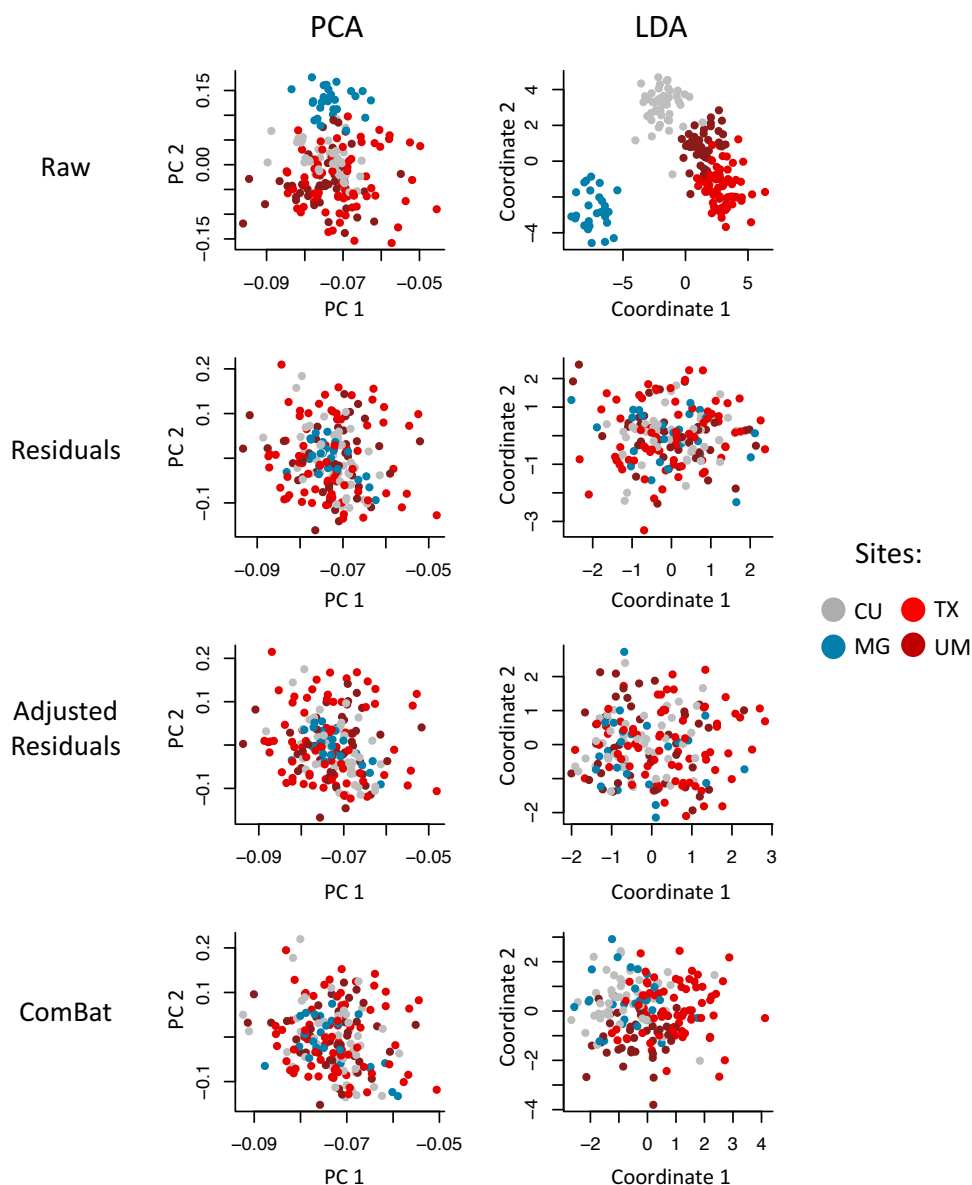 PCA
LDA
Raw
PC 2
0.15
0.00
−0.15
−0.09
−0.07
−0.05
PC 1
Coordinate 2
4
2
0
−4
−5
0
5
Coordinate 1
Residuals
PC 2
0.2
0.1
−0.1
−0.09
−0.07
−0.05
PC 1
Coordinate 2
2
1
−1
−3
−2
−1
0
1
2
Coordinate 1
Sites:
CU
TX
MG
UM
Adjusted
Residuals
PC 2
0.2
0.1
−0.1
−0.09
−0.07
−0.05
PC 1
Coordinate 2
2
1
0
−2
−2
−1
0
1
2
3
Coordinate 1
ComBat
PC 2
0.2
0.1
−0.1
−0.09
−0.07
−0.05
PC 1
Coordinate 2
2
0
−2
−4
−2
0
1
2
3
4
Coordinate 1